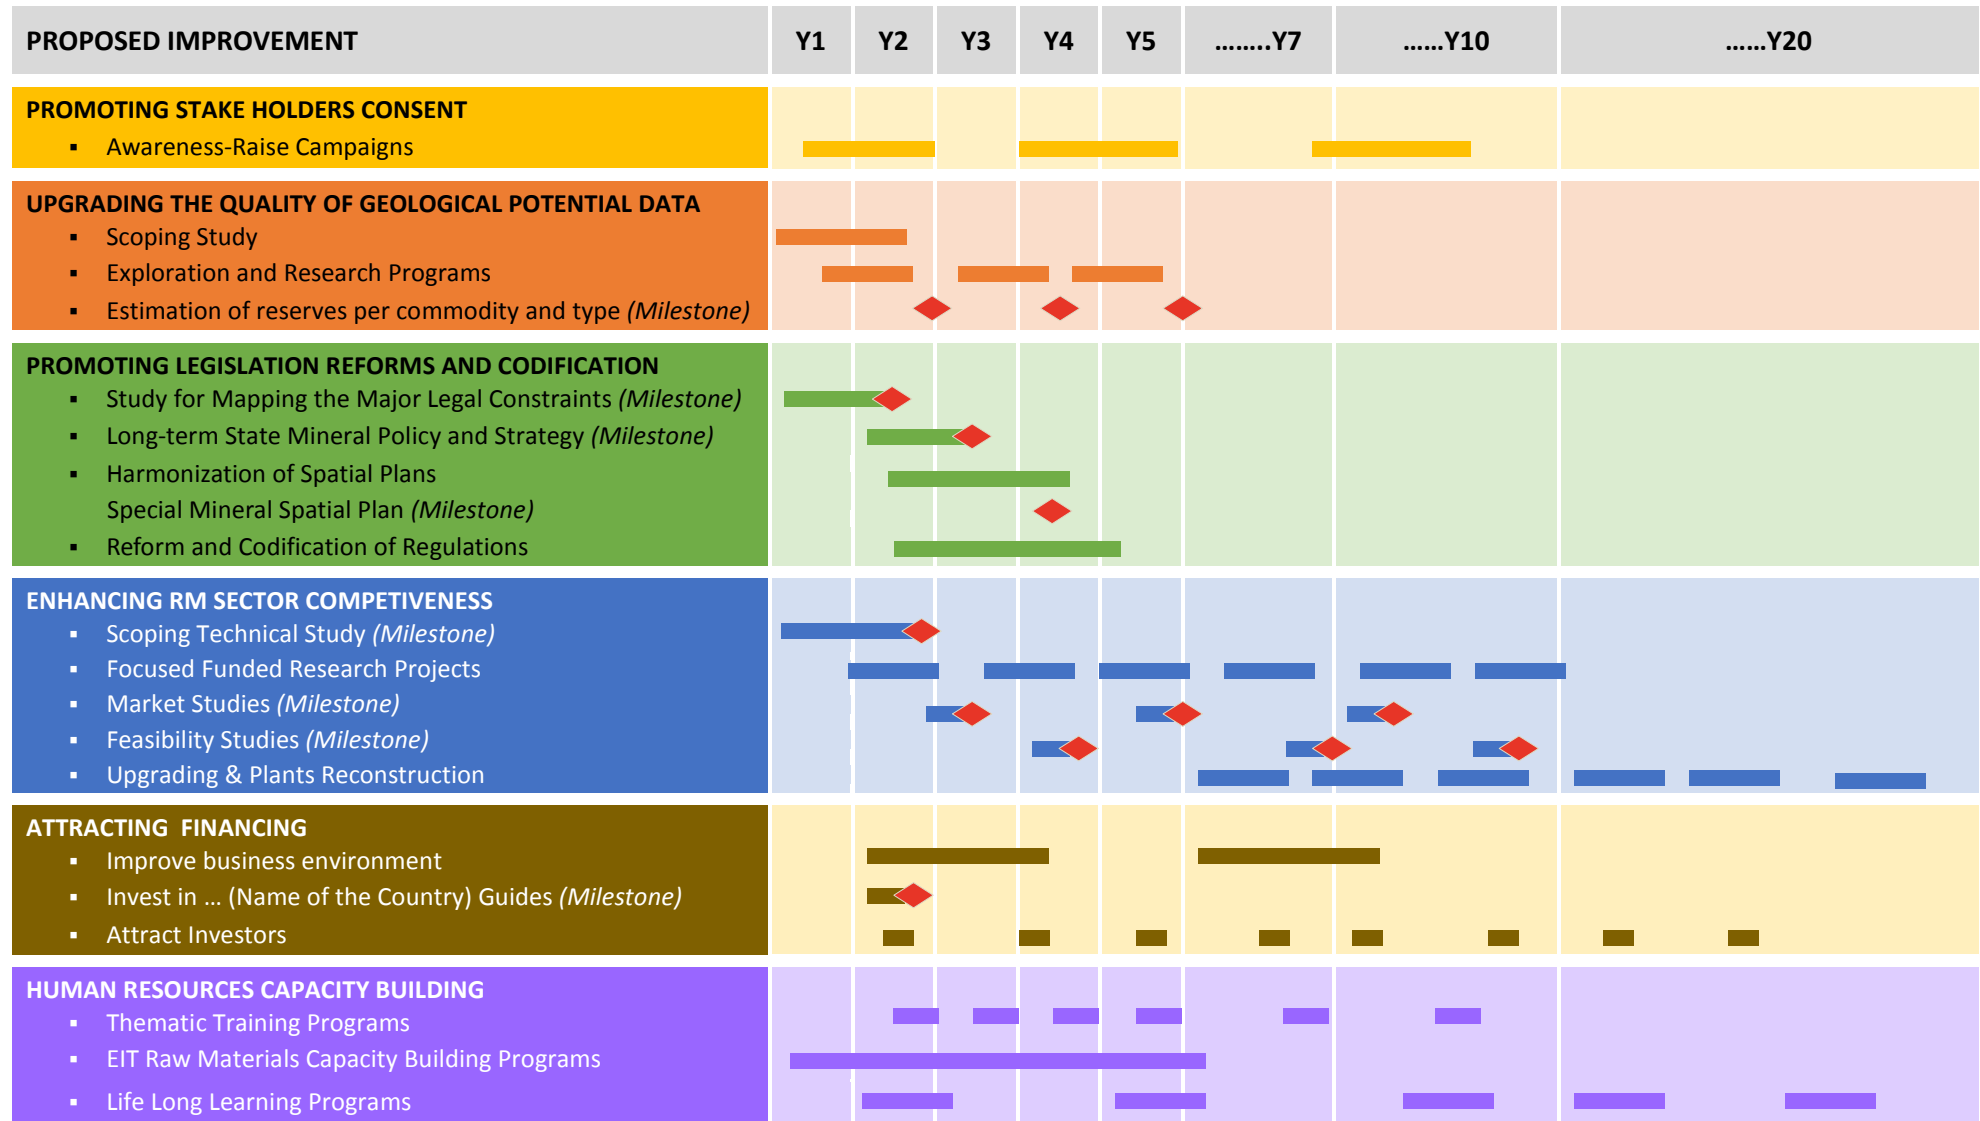 PROPOSED IMPROVEMENT Y1 Y2 Y3 Y4 Y5 ........Y7 ......Y10 ......Y20
PROMOTING STAKE HOLDERS CONSENT
▪ Awareness-Raise Campaigns
UPGRADING THE QUALITY OF GEOLOGICAL POTENTIAL DATA
▪ Scoping Study
▪ Exploration and Research Programs
▪ Estimation of reserves per commodity and type (Milestone)
PROMOTING LEGISLATION REFORMS AND CODIFICATION
▪ Study for Mapping the Major Legal Constraints (Milestone)
▪ Long-term State Mineral Policy and Strategy (Milestone)
▪ Harmonization of Spatial Plans
Special Mineral Spatial Plan (Milestone)
▪ Reform and Codification of Regulations
ENHANCING RM SECTOR COMPETIVENESS
▪ Scoping Technical Study (Milestone)
▪ Focused Funded Research Projects
▪ Market Studies (Milestone)
▪ Feasibility Studies (Milestone)
▪ Upgrading & Plants Reconstruction
ATTRACTING FINANCING
▪ Improve business environment
▪ Invest in ... (Name of the Country) Guides (Milestone)
▪ Attract Investors
HUMAN RESOURCES CAPACITY BUILDING
▪ Thematic Training Programs
▪ EIT Raw Materials Capacity Building Programs
▪ Life Long Learning Programs